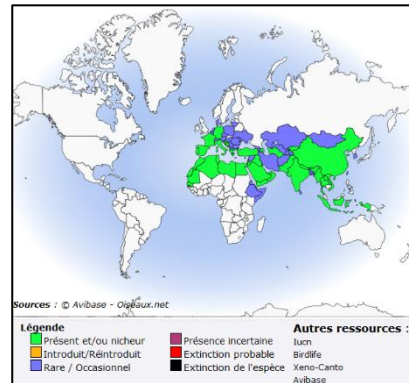 Sources : © Avibase - Oiseaux.net
Légende
Présent et/ou nicheur
Introduit/Réintroduit
Rare / Occasionnel
Présence incertaine
Extinction probable
Extinction de l'espèce
Autres ressources :
Iucn
Birdlife
Xeno-Canto
Avibase